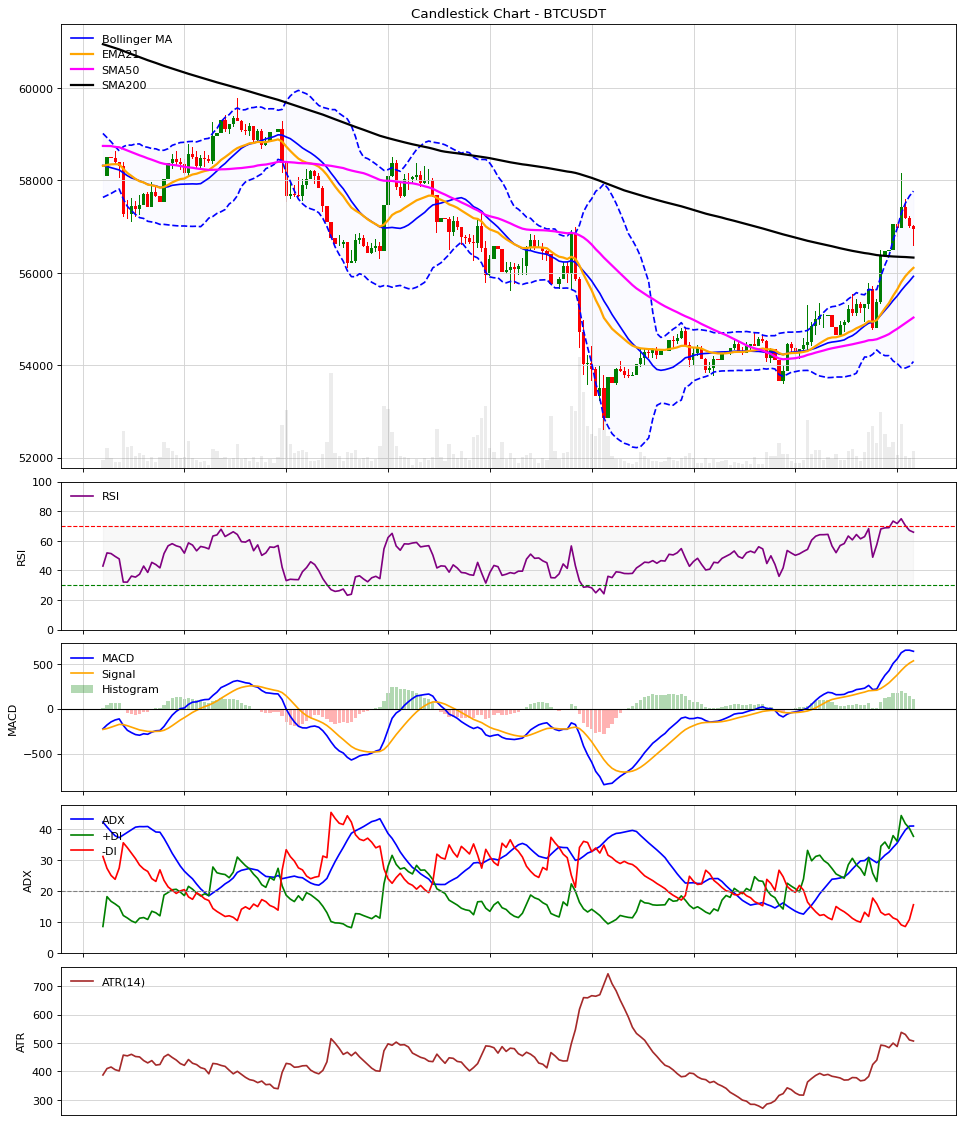 Candlestick Chart - BTCUSDT
Bollinger MA
EMA21
SMA50
SMA200
60000
58000
56000
54000
52000
RSI
100
80
60
40
20
0
RSI
MACD
Signal
Histogram
500
0
−500
MACD
ADX
+DI
-DI
40
30
20
10
0
ADX
ATR(14)
700
600
500
400
300
ATR